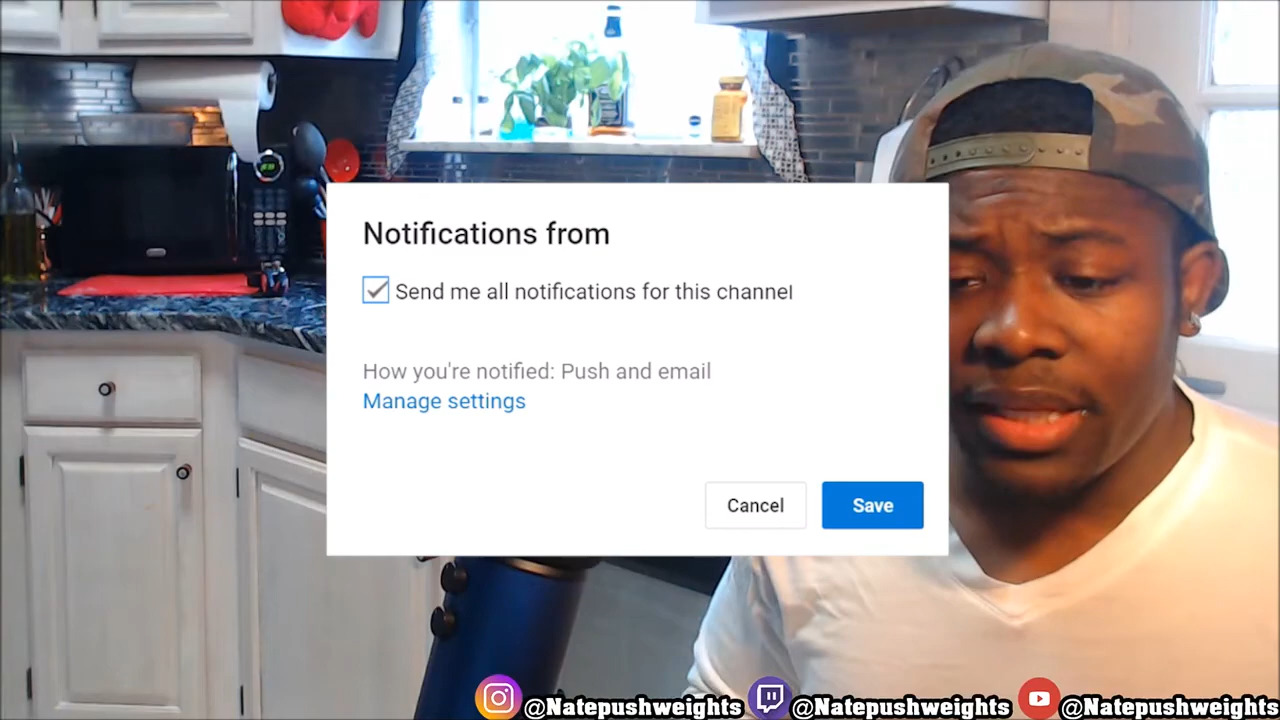 Notifications from
Send me all notifications for this channel
How you're notified: Push and email
Manage settings
Cancel
Save
@Natepushweights
@Natepushweights
@Natepushweights